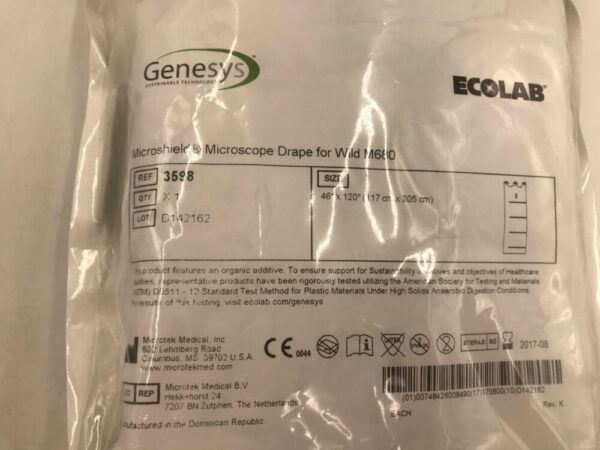 Genesys™
SUSTAINABLE TECHNOLOGY
ECOLAB®
Microshield® Microscope Drape for Wild M680
REF 3598
QTY X 1
LOT D142162
SIZE
46" x 120" (117 cm x 305 cm)
This product features an organic additive. To ensure support for Sustainability and objectives of Healthcare
facilities, representative products have been rigorously tested utilizing the American Society for Testing and Materials
(ASTM) D5511 - 12 Standard Test Method for Plastic Materials Under High Solids Anaerobic Digestion Conditions.
results of this testing, visit ecolab.com/genesys
Microtek Medical, Inc
602 Lehmberg Road
Columbus, MS 39702 U.S.A.
www.microtekmed.com
CE 0044
LATEX
STERILE EO
2017-08
REP
Microtek Medical B.V
Hekkehorst 24
7207 BN Zutphen, The Netherlands
(01)00748426008490(17)170800(10)D142162
EACH
Rev. K
Manufactured in the Dominican Republic